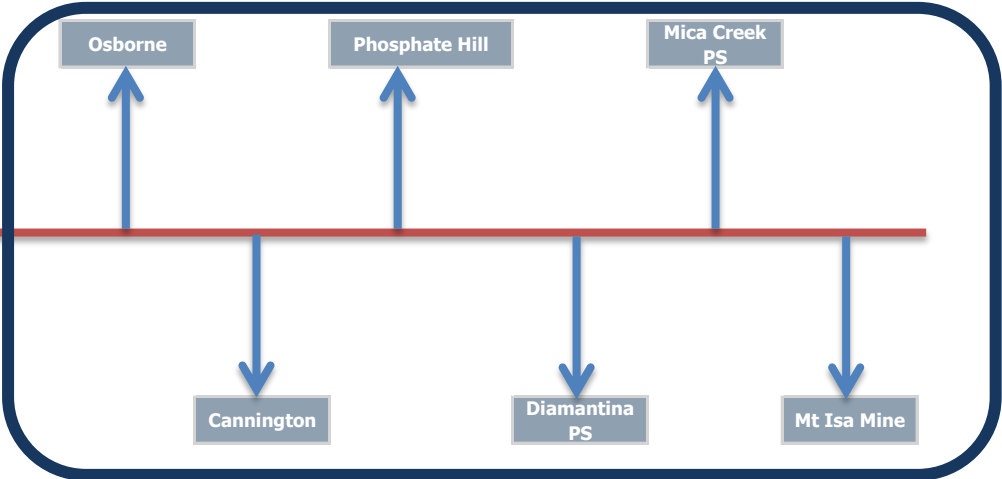 Osborne
Phosphate Hill
Mica Creek
PS
Cannington
Diamantina
PS
Mt Isa Mine